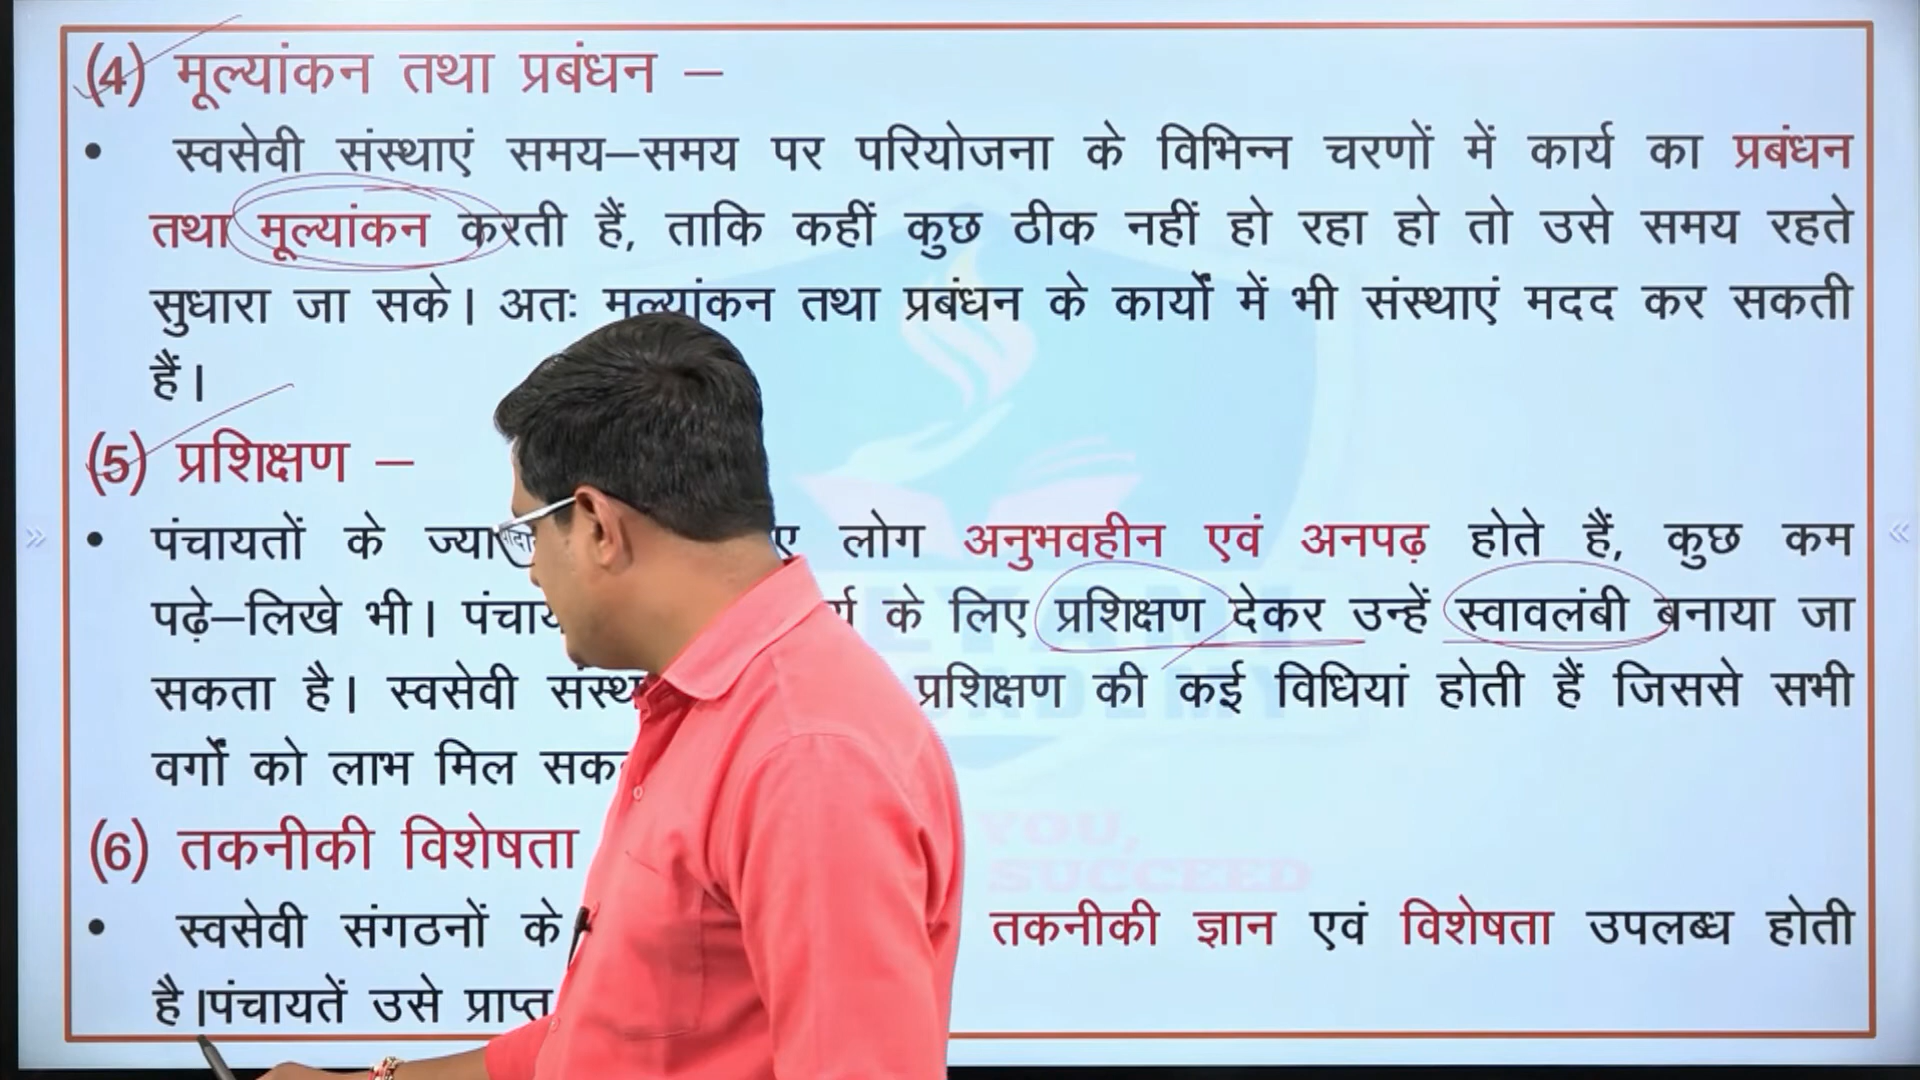 (4) मूल्यांकन तथा प्रबंधन –
• स्वसेवी संस्थाएं समय–समय पर परियोजना के विभिन्न चरणों में कार्य का प्रबंधन
तथा मूल्यांकन करती हैं, ताकि कहीं कुछ ठीक नहीं हो रहा हो तो उसे समय रहते
सुधारा जा सके। अतः मूल्यांकन तथा प्रबंधन के कार्यों में भी संस्थाएं मदद कर सकती
हैं।
(5) प्रशिक्षण –
• पंचायतों के लोग अनुभवहीन एवं अनपढ़ होते हैं, कुछ कम
पढ़े–लिखे भी। के लिए प्रशिक्षण देकर उन्हें स्वावलंबी बनाया जा
सकता है। स्वसेवी प्रशिक्षण की कई विधियां होती हैं जिससे सभी
वर्गों को लाभ मिल
(6) तकनीकी विशेषता
• स्वसेवी संगठनों के तकनीकी ज्ञान एवं विशेषता उपलब्ध होती
है।पंचायतें उसे प्राप्त
YOU,
SUCCEED